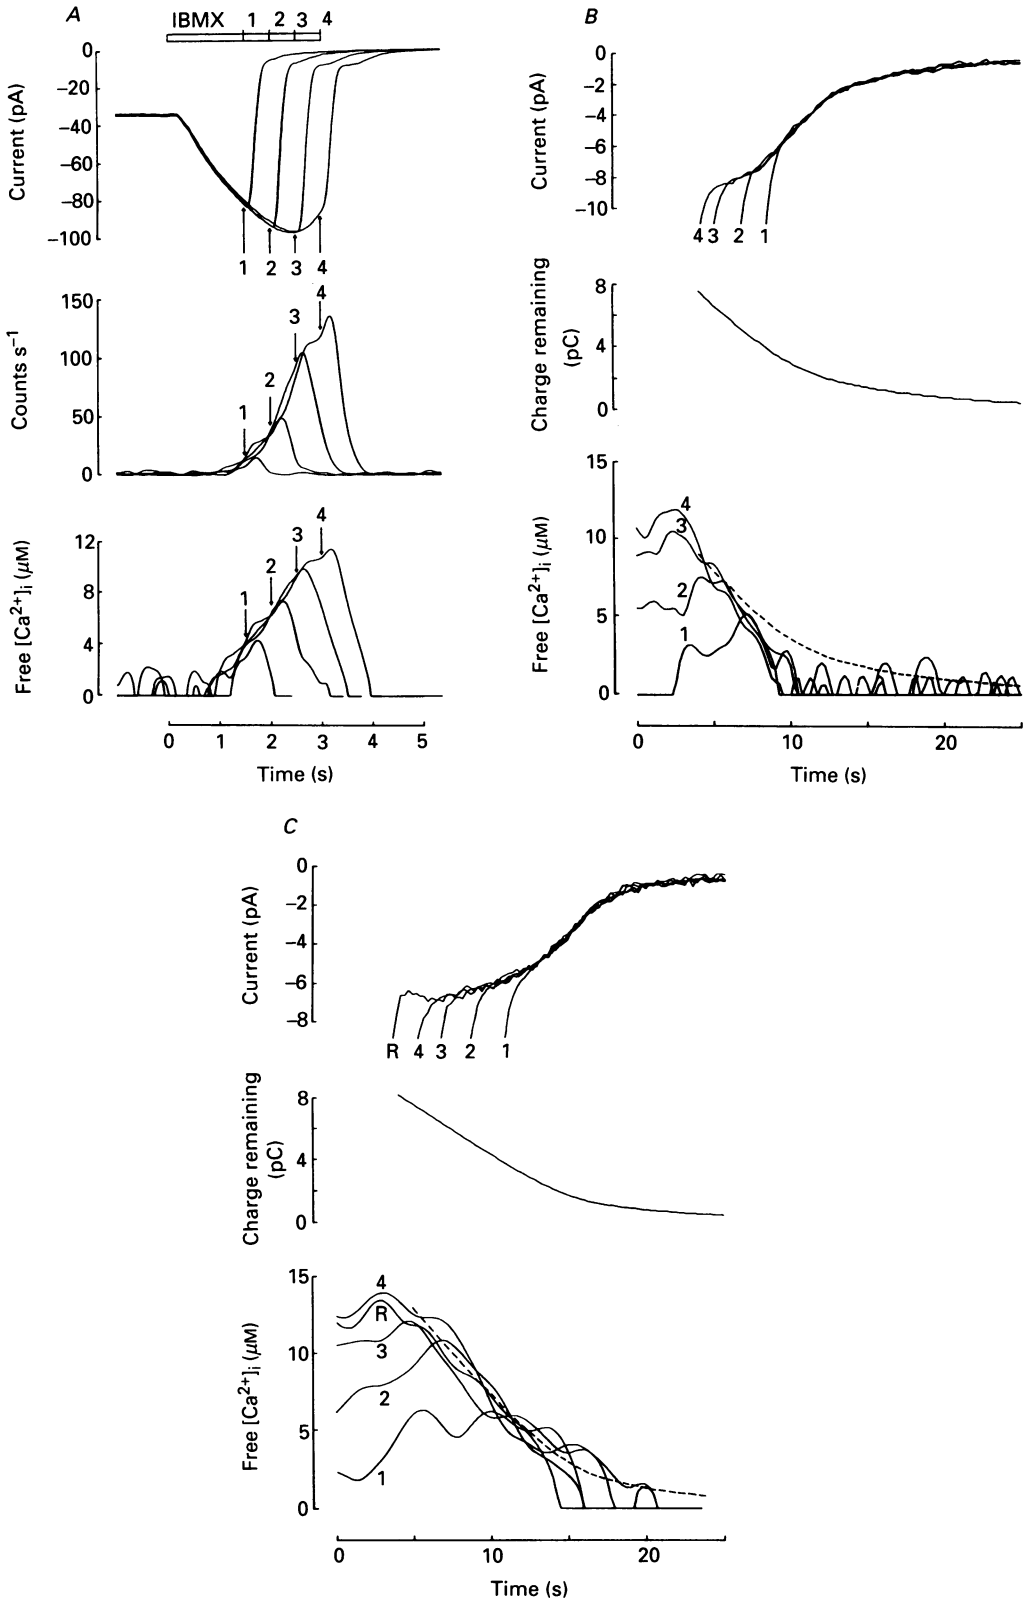 A
IBMX 1 2 3 4
Current (pA)
0
−20
−40
−60
−80
−100
1 2 3 4
Counts s⁻¹
150
100
50
0
1
2
3
4
Free [Ca²⁺]ᵢ (μM)
12
8
4
0
1
2
3
4
0 1 2 3 4 5
Time (s)
B
Current (pA)
0
−2
−4
−6
−8
−10
4 3 2 1
Charge remaining
(pC)
8
4
0
Free [Ca²⁺]ᵢ (μM)
15
10
5
0
4
3
2
1
0 10 20
Time (s)
C
Current (pA)
0
−2
−4
−6
−8
R 4 3 2 1
Charge remaining
(pC)
8
4
0
Free [Ca²⁺]ᵢ (μM)
15
10
5
0
4
R
3
2
1
0 10 20
Time (s)